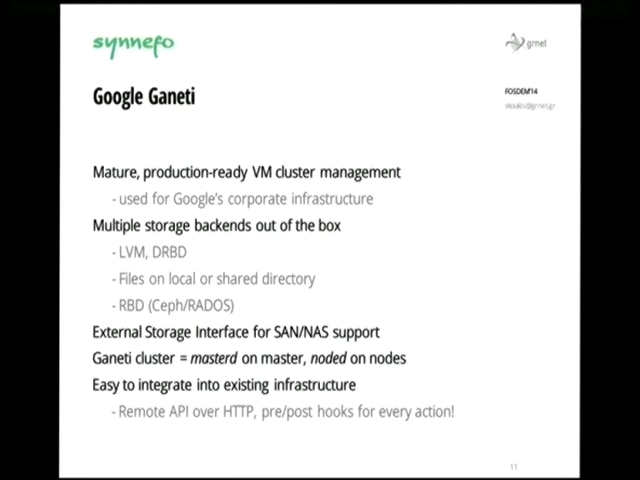 synnefo
grnet
Google Ganeti
FOSDEM'14
vkoukis@grnet.gr
Mature, production-ready VM cluster management
- used for Google's corporate infrastructure
Multiple storage backends out of the box
- LVM, DRBD
- Files on local or shared directory
- RBD (Ceph/RADOS)
External Storage Interface for SAN/NAS support
Ganeti cluster = masterd on master, noded on nodes
Easy to integrate into existing infrastructure
- Remote API over HTTP, pre/post hooks for every action!
11